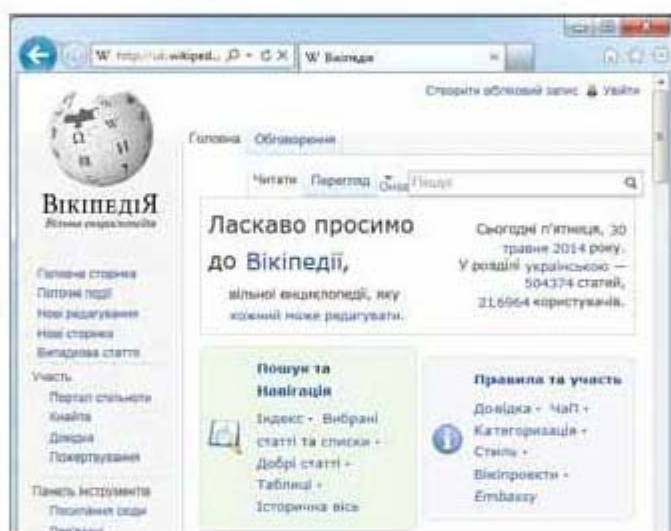 W http://uk.wikiped...
W Вікіпедія
Створити обліковий запис Увійти
ВІКІПЕДІЯ
Вільна енциклопедія
Головна Обговорення
Читати Перегляд Пошук
Ласкаво просимо
до Вікіпедії,
вільної енциклопедії, яку
кожний може редагувати.
Сьогодні п'ятниця, 30
травня 2014 року.
У розділі українською —
504374 статей,
216964 користувачів.
Головна сторінка
Поточні події
Нові редагування
Нові сторінки
Випадкова стаття
Участь
Портал спільноти
Кнайпа
Довідка
Пожертвування
Панель інструментів
Посилання сюди
Пошук та
Навігація
Індекс • Вибрані
статті та списки •
Добрі статті •
Таблиці •
Історична вісь
Правила та участь
Довідка • ЧаП •
Категоризація •
Стиль •
Вікіпроекти •
Embassy